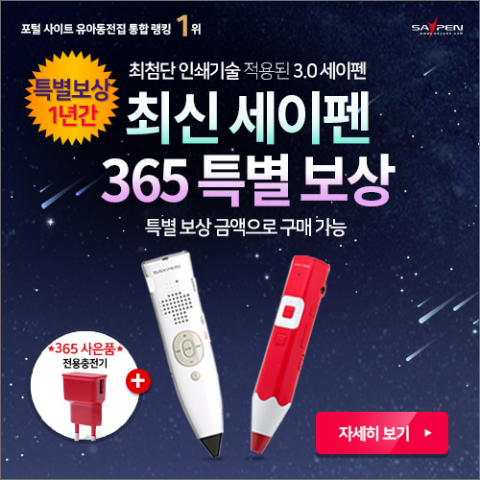 포털 사이트 유아동전집 통합 랭킹 1위
SAYPEN
특별보상
1년간
최첨단 인쇄기술 적용된 3.0 세이펜
최신 세이펜
365 특별 보상
특별 보상 금액으로 구매 가능
SAYPEN
★365 사은품★
전용충전기
+
자세히 보기